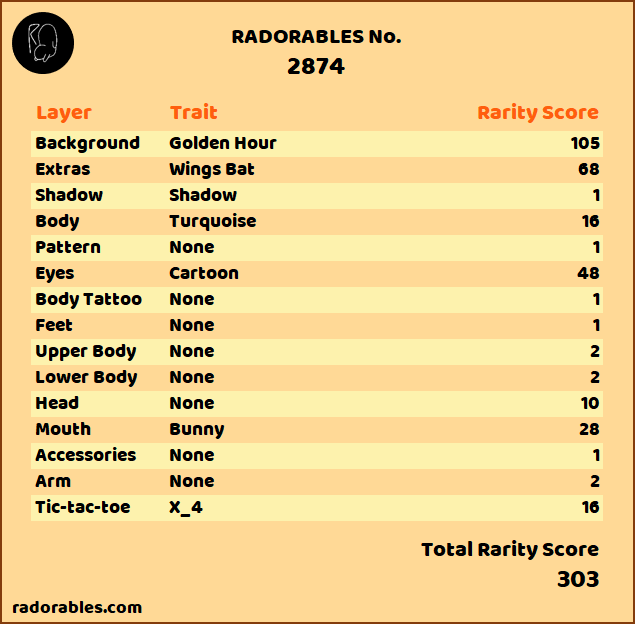 RADORABLES No.
2874
Layer Trait Rarity Score
Background Golden Hour 105
Extras Wings Bat 68
Shadow Shadow 1
Body Turquoise 16
Pattern None 1
Eyes Cartoon 48
Body Tattoo None 1
Feet None 1
Upper Body None 2
Lower Body None 2
Head None 10
Mouth Bunny 28
Accessories None 1
Arm None 2
Tic-tac-toe X_4 16
Total Rarity Score
303
radorables.com